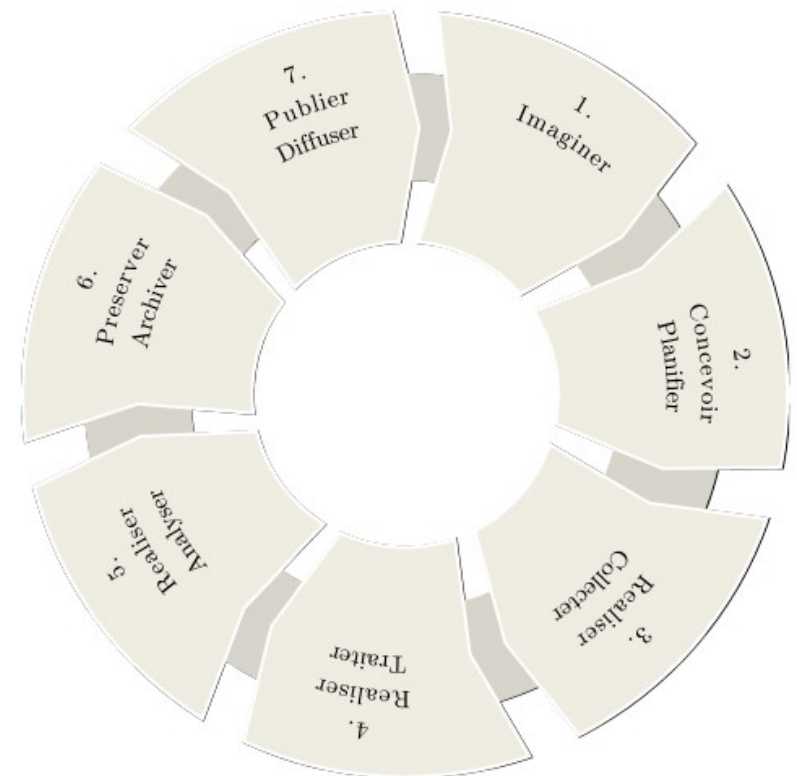 1.
Imaginer
2.
Concevoir
Planifier
3.
Realiser
Collecter
4.
Realiser
Traiter
5.
Realiser
Analyser
6.
Preserver
Archiver
7.
Publier
Diffuser